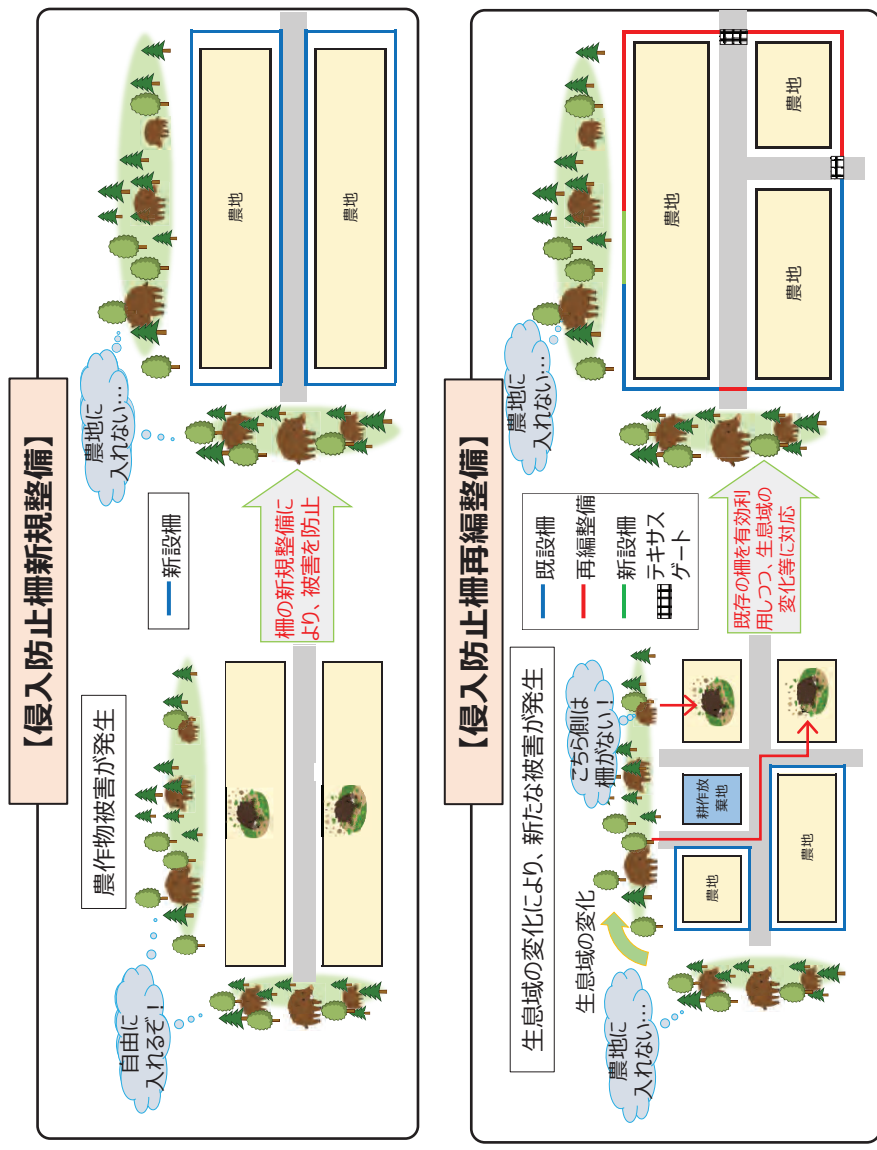 【侵入防止柵新規整備】
農作物被害が発生
自由に
入れるぞ！
新設柵
柵の新規整備に
より、被害を防止
農地に
入れない…
農地
農地
【侵入防止柵再編整備】
生息域の変化により、新たな被害が発生
農地に
入れない…
生息域の変化
こちら側は
柵がない！
農地
耕作放
棄地
農地
既設柵
再編整備
新設柵
テキサス
ゲート
既存の柵を有効利
用しつつ、生息域の
変化等に対応
農地に
入れない…
農地
農地
農地